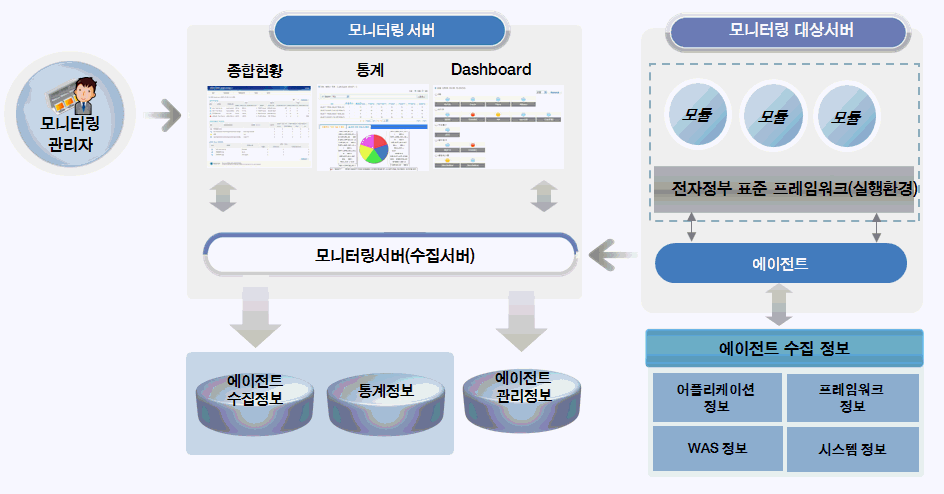 모니터링 서버
모니터링 대상서버
종합현황
통계
Dashboard
모니터링
관리자
모듈
모듈
모듈
전자정부 표준 프레임워크(실행환경)
모니터링서버(수집서버)
에이전트
에이전트 수집 정보
에이전트
수집정보
통계정보
에이전트
관리정보
어플리케이션
정보
프레임워크
정보
WAS 정보
시스템 정보